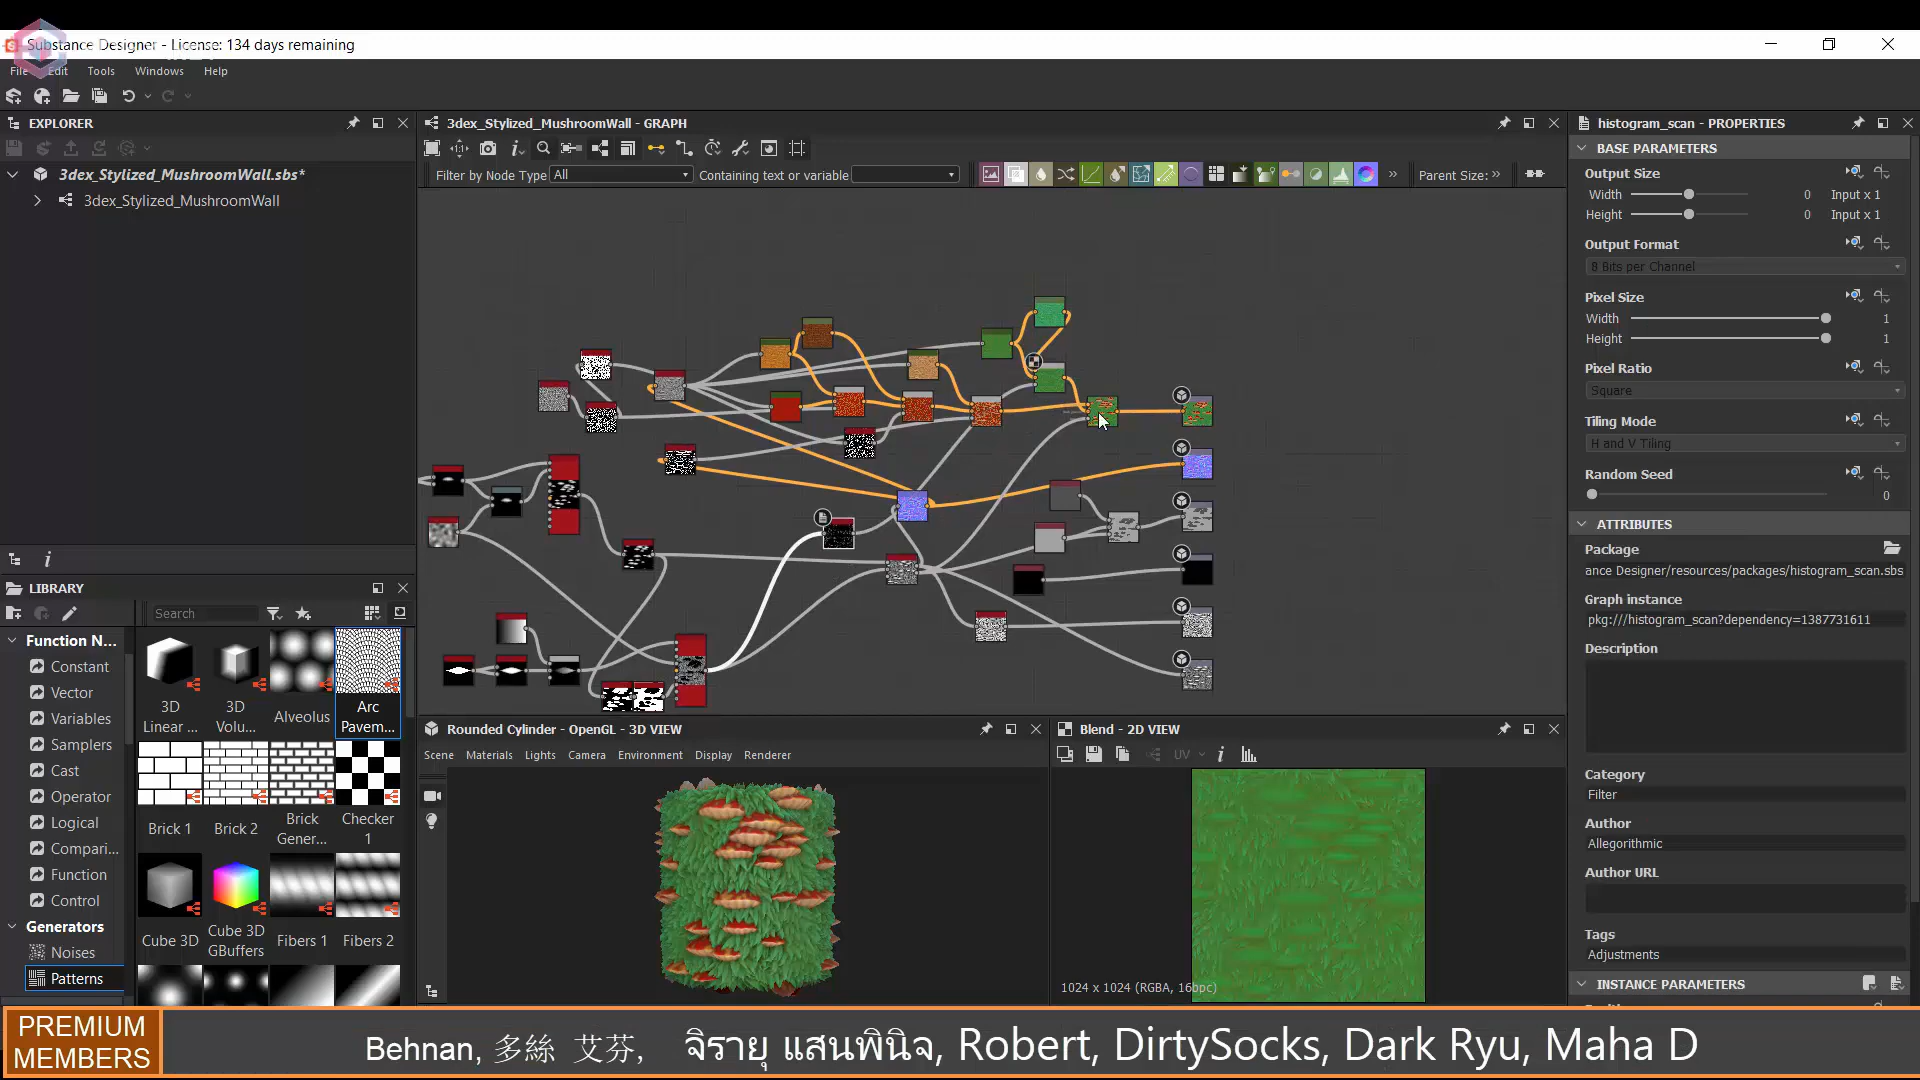 Substance Designer - License: 134 days remaining
File Edit Tools Windows Help
EXPLORER
3dex_Stylized_MushroomWall.sbs*
3dex_Stylized_MushroomWall
LIBRARY
Search
Function N...
Constant
Vector
Variables
Samplers
Cast
Operator
Logical
Compari...
Function
Control
Generators
Noises
Patterns
3D Linear ...
3D Volu...
Alveolus
Arc Pavem...
Brick 1
Brick 2
Brick Gener...
Checker 1
Cube 3D
Cube 3D GBuffers
Fibers 1
Fibers 2
3dex_Stylized_MushroomWall - GRAPH
Filter by Node Type All Containing text or variable
Parent Size:
Rounded Cylinder - OpenGL - 3D VIEW
Scene Materials Lights Camera Environment Display Renderer
Blend - 2D VIEW
UV
1024 x 1024 (RGBA, 16bpc)
histogram_scan - PROPERTIES
BASE PARAMETERS
Output Size
Width 0 Input x 1
Height 0 Input x 1
Output Format
8 Bits per Channel
Pixel Size
Width 1
Height 1
Pixel Ratio
Square
Tiling Mode
H and V Tiling
Random Seed
0
ATTRIBUTES
Package
ance Designer/resources/packages/histogram_scan.sbs
Graph instance
pkg:///histogram_scan?dependency=1387731611
Description
Category
Filter
Author
Allegorithmic
Author URL
Tags
Adjustments
INSTANCE PARAMETERS
PREMIUM
MEMBERS
Behnan, 多絲 艾芬, จิรายุ แสนพินิจ, Robert, DirtySocks, Dark Ryu, Maha D